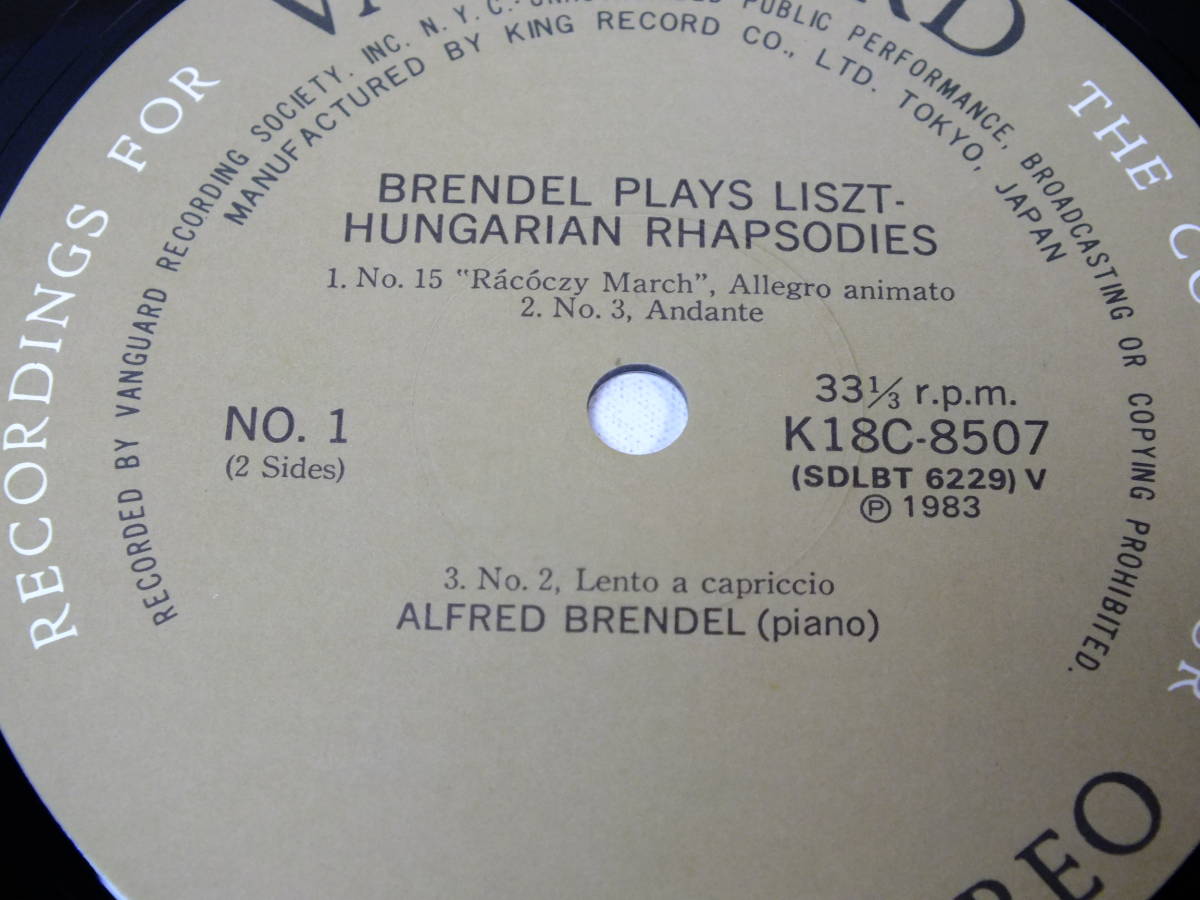 RECORDINGS FOR THE
RECORDED BY VANGUARD RECORDING SOCIETY. INC. N. Y. C. PUBLIC PERFORMANCE, BROADCASTING OR COPYING PROHIBITED.
MANUFACTURED BY KING RECORD CO., LTD. TOKYO, JAPAN
BRENDEL PLAYS LISZT-
HUNGARIAN RHAPSODIES
1. No. 15 "Rácóczy March", Allegro animato
2. No. 3, Andante
NO. 1
(2 Sides)
33⅓ r.p.m.
K18C-8507
(SDLBT 6229) V
Ⓟ 1983
3. No. 2, Lento a capriccio
ALFRED BRENDEL (piano)